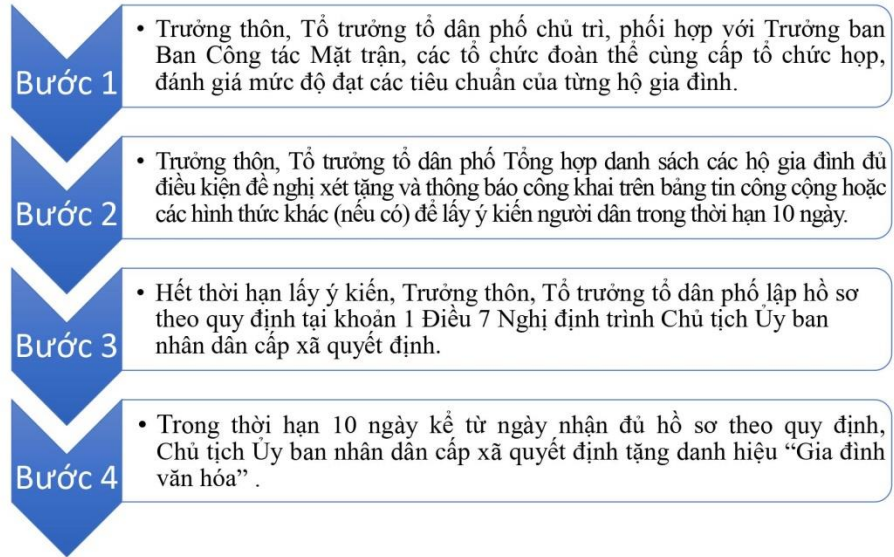 Bước 1
• Trưởng thôn, Tổ trưởng tổ dân phố chủ trì, phối hợp với Trưởng ban
Ban Công tác Mặt trận, các tổ chức đoàn thể cùng cấp tổ chức họp,
đánh giá mức độ đạt các tiêu chuẩn của từng hộ gia đình.
Bước 2
• Trưởng thôn, Tổ trưởng tổ dân phố Tổng hợp danh sách các hộ gia đình đủ
điều kiện đề nghị xét tặng và thông báo công khai trên bảng tin công cộng hoặc
các hình thức khác (nếu có) để lấy ý kiến người dân trong thời hạn 10 ngày.
Bước 3
• Hết thời hạn lấy ý kiến, Trưởng thôn, Tổ trưởng tổ dân phố lập hồ sơ
theo quy định tại khoản 1 Điều 7 Nghị định trình Chủ tịch Ủy ban
nhân dân cấp xã quyết định.
Bước 4
• Trong thời hạn 10 ngày kể từ ngày nhận đủ hồ sơ theo quy định,
Chủ tịch Ủy ban nhân dân cấp xã quyết định tặng danh hiệu “Gia đình
văn hóa” .